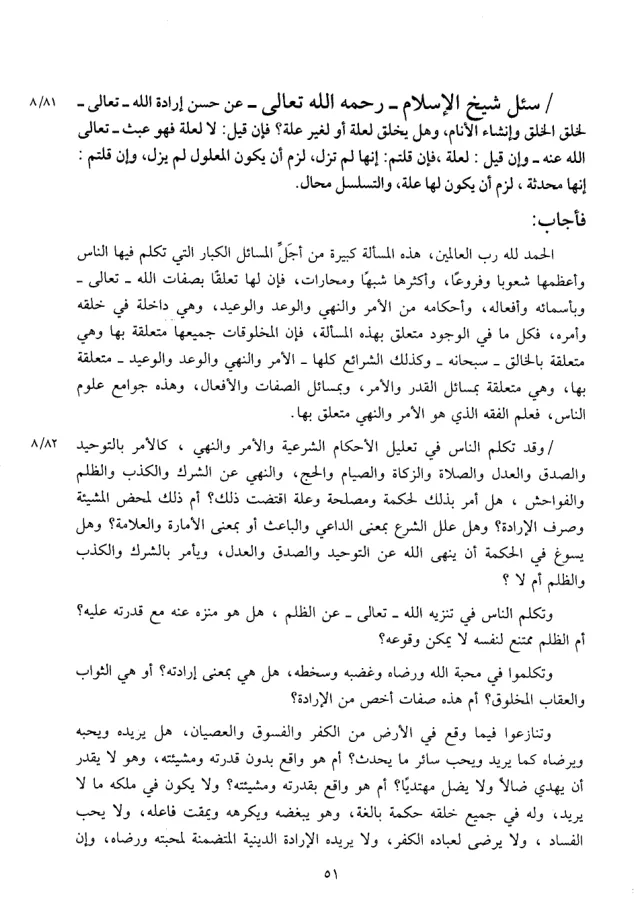 / سئل شيخ الإسلام ـ رحمه الله تعالى ـ عن حسن إرادة الله ـ تعالى ـ ٨/٨١
لخلق الخلق وإنشاء الأنام، وهل يخلق لعلة أو لغير علة؟ فإن قيل: لا لعلة فهو عبث ـ تعالى
الله عنه ـ وإن قيل : لعلة ،فإن قلتم: إنها لم تزل، لزم أن يكون المعلول لم يزل، وإن قلتم :
إنها محدثة ، لزم أن يكون لها علة، والتسلسل محال.
فأجاب:
الحمد لله رب العالمين، هذه المسألة كبيرة من أجَلِّ المسائل الكبار التي تكلم فيها الناس
وأعظمها شعوبا وفروعًا، وأكثرها شبهًا ومحارات، فإن لها تعلقًا بصفات الله ـ تعالى ـ
وبأسمائه وأفعاله، وأحكامه من الأمر والنهي والوعد والوعيد، وهي داخلة في خلقه
وأمره، فكل ما في الوجود متعلق بهذه المسألة، فإن المخلوقات جميعها متعلقة بها وهي
متعلقة بالخالق ـ سبحانه ـ وكذلك الشرائع كلها ـ الأمر والنهي والوعد والوعيد ـ متعلقة
بها، وهي متعلقة بمسائل القدر والأمر، وبمسائل الصفات والأفعال، وهذه جوامع علوم
الناس، فعلم الفقه الذي هو الأمر والنهي متعلق بها.
/ وقد تكلم الناس في تعليل الأحكام الشرعية والأمر والنهي ، كالأمر بالتوحيد ٨/٨٢
والصدق والعدل والصلاة والزكاة والصيام والحج، والنهي عن الشرك والكذب والظلم
والفواحش ، هل أمر بذلك لحكمة ومصلحة وعلة اقتضت ذلك؟ أم ذلك لمحض المشيئة
وصرف الإرادة؟ وهل علل الشرع بمعنى الداعي والباعث أو بمعنى الأمارة والعلامة؟ وهل
يسوغ في الحكمة أن ينهى الله عن التوحيد والصدق والعدل، ويأمر بالشرك والكذب
والظلم أم لا ؟
وتكلم الناس في تنزيه الله ـ تعالى ـ عن الظلم ، هل هو منزه عنه مع قدرته عليه؟
أم الظلم ممتنع لنفسه لا يمكن وقوعه؟
وتكلموا في محبة الله ورضاه وغضبه وسخطه، هل هي بمعنى إرادته؟ أو هي الثواب
والعقاب المخلوق؟ أم هذه صفات أخص من الإرادة؟
وتنازعوا فيما وقع في الأرض من الكفر والفسوق والعصيان، هل يريده ويحبه
ويرضاه كما يريد ويحب سائر ما يحدث؟ أم هو واقع بدون قدرته ومشيئته، وهو لا يقدر
أن يهدي ضالاً ولا يضل مهتديًا؟ أم هو واقع بقدرته ومشيئته؟ ولا يكون في ملكه ما لا
يريد، وله في جميع خلقه حكمة بالغة، وهو يبغضه ويكرهه ويمقت فاعله، ولا يحب
الفساد ، ولا يرضى لعباده الكفر، ولا يريده الإرادة الدينية المتضمنة لمحبته ورضاه، وإن
٥١